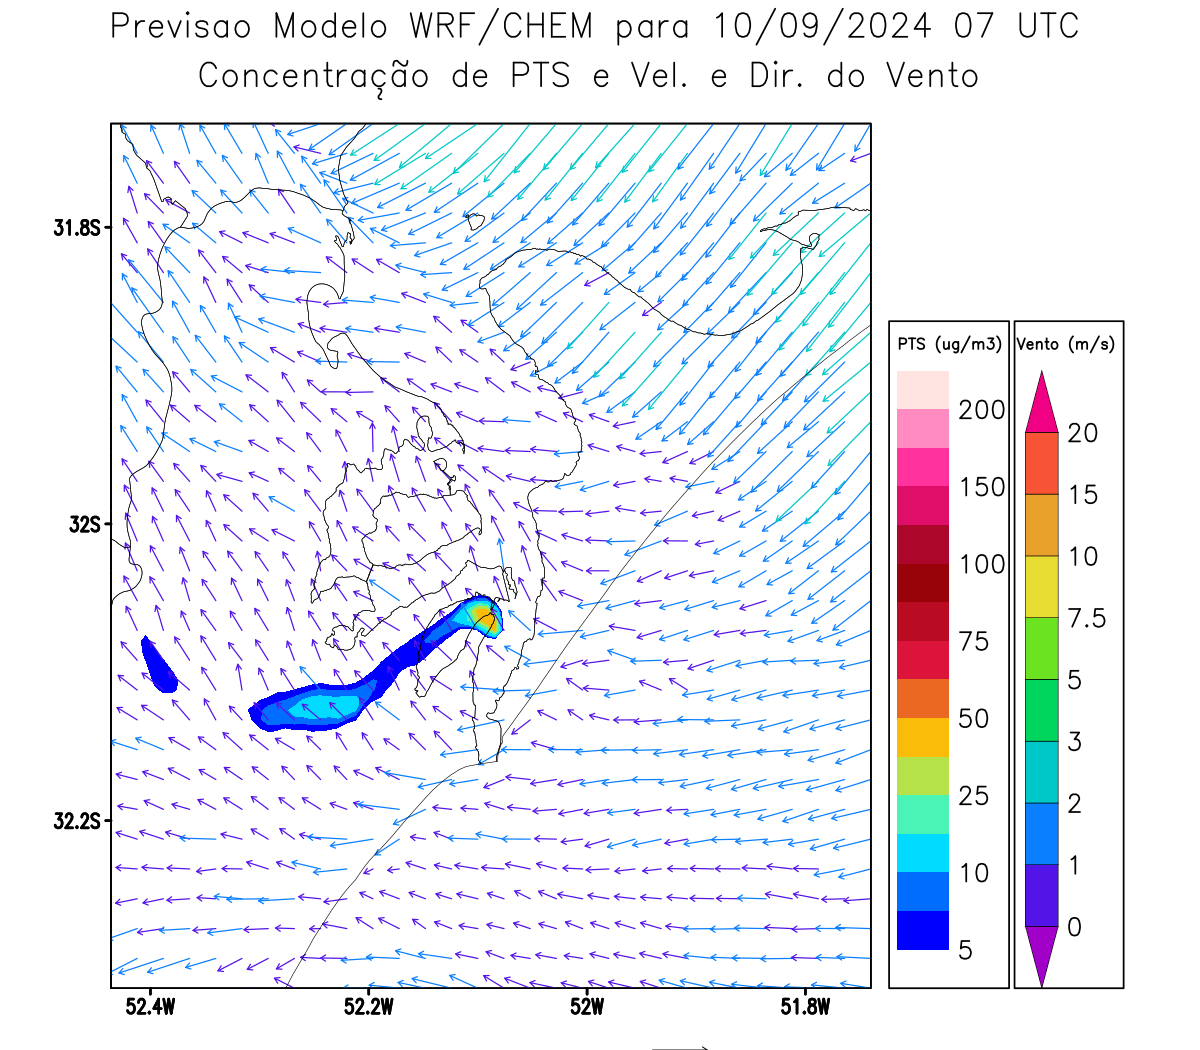 Previsao Modelo WRF/CHEM para 10/09/2024 07 UTC
Concentração de PTS e Vel. e Dir. do Vento
31.8S
32S
32.2S
52.4W 52.2W 52W 51.8W
PTS (ug/m3)
200
150
100
75
50
25
10
5
Vento (m/s)
20
15
10
7.5
5
3
2
1
0